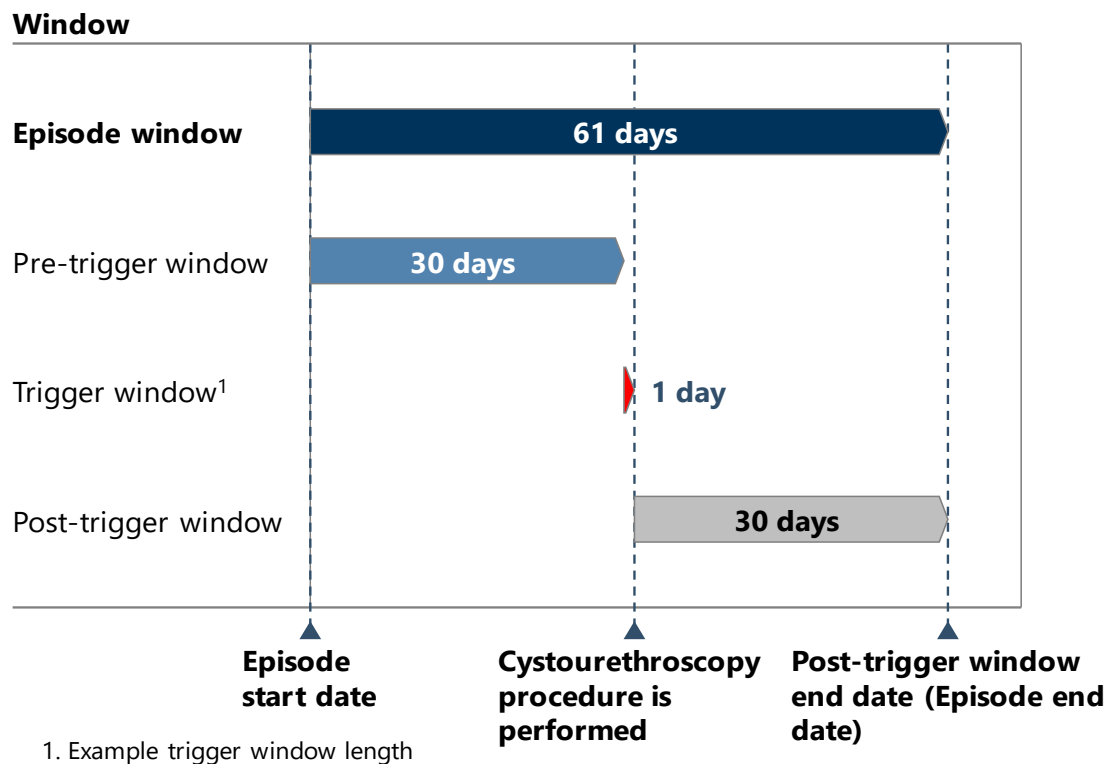 Window
Episode window
61 days
Pre-trigger window
30 days
Trigger window1
1 day
Post-trigger window
30 days
Episode
start date
Cystourethroscopy
procedure is
performed
Post-trigger window
end date (Episode end
date)
1. Example trigger window length